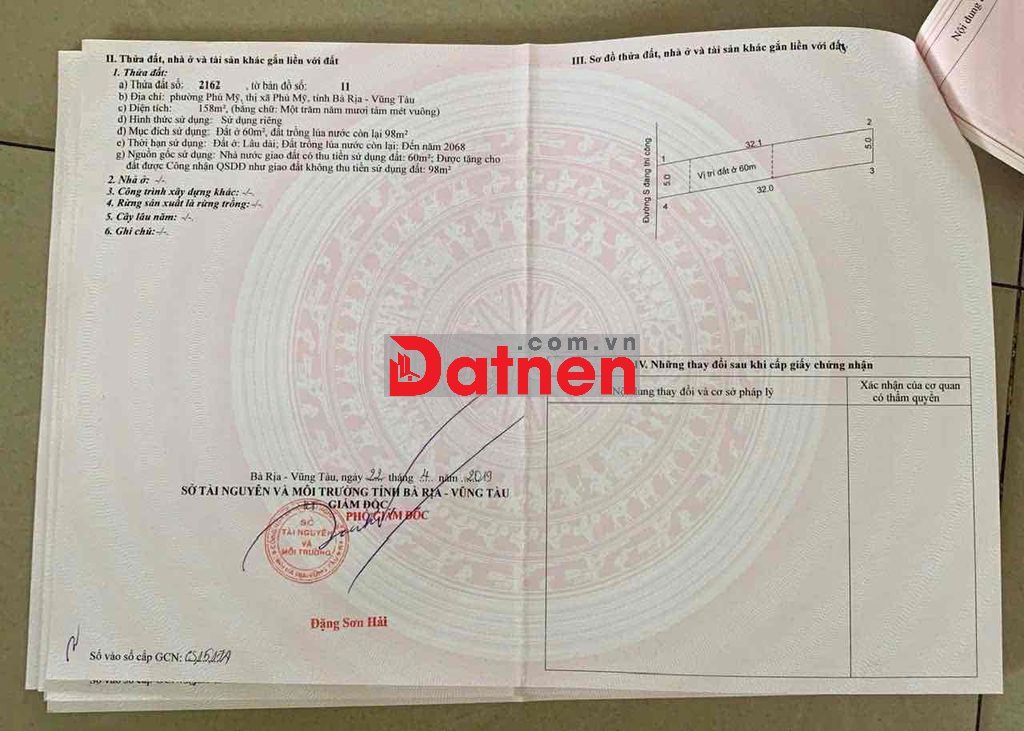 II. Thửa đất, nhà ở và tài sản khác gắn liền với đất
1. Thửa đất:
a) Thửa đất số: 2162 , tờ bản đồ số: 11
b) Địa chỉ: phường Phú Mỹ, thị xã Phú Mỹ, tỉnh Bà Rịa - Vũng Tàu
c) Diện tích : 158m², (bằng chữ: Một trăm năm mươi tám mét vuông)
d) Hình thức sử dụng: Sử dụng riêng
đ) Mục đích sử dụng: Đất ở 60m², đất trồng lúa nước còn lại 98m²
e) Thời hạn sử dụng: Đất ở: Lâu dài; Đất trồng lúa nước còn lại: Đến năm 2068
g) Nguồn gốc sử dụng: Nhà nước giao đất có thu tiền sử dụng đất: 60m²; Được tặng cho
đất được Công nhận QSDĐ như giao đất không thu tiền sử dụng đất: 98m²
2. Nhà ở: -/-
3. Công trình xây dựng khác: -/-
4. Rừng sản xuất là rừng trồng: -/-
5. Cây lâu năm: -/-
6. Ghi chú: -/-
Bà Rịa - Vũng Tàu, ngày 22 tháng 4 năm 2019
SỞ TÀI NGUYÊN VÀ MÔI TRƯỜNG TỈNH BÀ RỊA - VŨNG TÀU
KT GIÁM ĐỐC
PHÓ GIÁM ĐỐC
SỞ
TÀI NGUYÊN
VÀ
MÔI TRƯỜNG
Đặng Sơn Hải
Số vào sổ cấp GCN:
III. Sơ đồ thửa đất, nhà ở và tài sản khác gắn liền với đất
Đường S đang thi công
1
2
3
4
32.1
5.0
5.0
Vị trí đất ở 60m
32.0
IV. Những thay đổi sau khi cấp giấy chứng nhận
Nội dung thay đổi và cơ sở pháp lý
Xác nhận của cơ quan
có thẩm quyền
Datnen
.com.vn
Nội dung